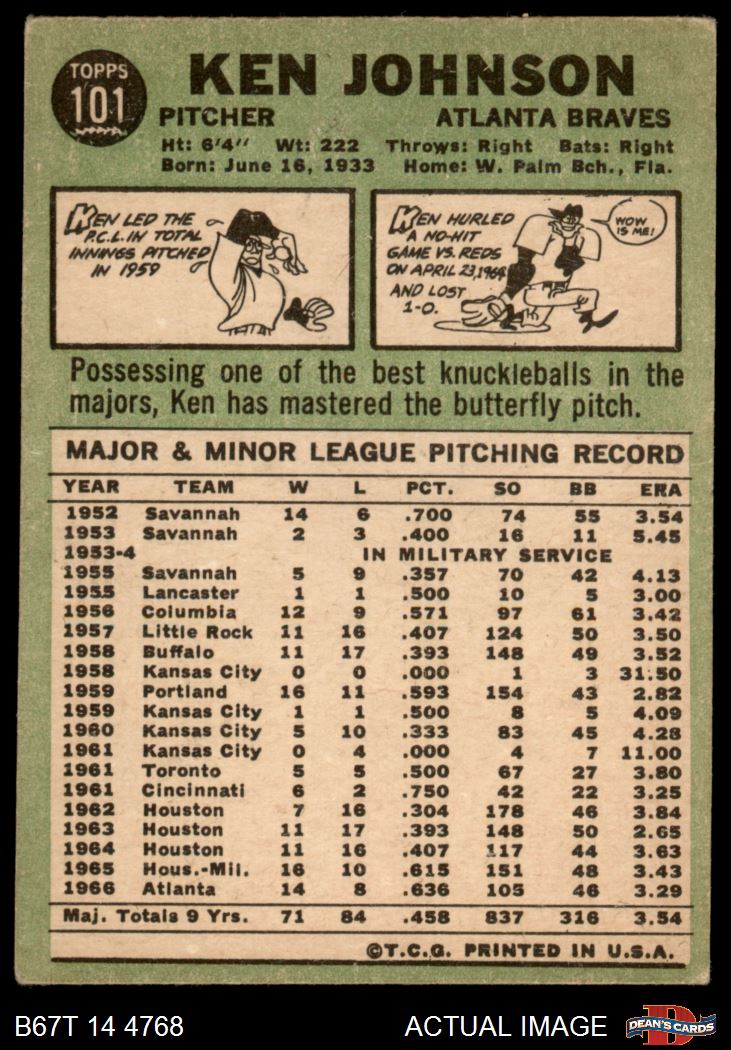 TOPPS
101
KEN JOHNSON
PITCHER ATLANTA BRAVES
Ht: 6'4" Wt: 222 Throws: Right Bats: Right
Born: June 16, 1933 Home: W. Palm Bch., Fla.
KEN LED THE
P.C.L. IN TOTAL
INNINGS PITCHED
IN 1959
KEN HURLED
A NO-HIT
GAME VS. REDS
ON APRIL 23, 1964
AND LOST
1-0.
WOW
IS ME!
Possessing one of the best knuckleballs in the
majors, Ken has mastered the butterfly pitch.
MAJOR & MINOR LEAGUE PITCHING RECORD
YEAR TEAM W L PCT. SO BB ERA
1952 Savannah 14 6 .700 74 55 3.54
1953 Savannah 2 3 .400 16 11 5.45
1953-4 IN MILITARY SERVICE
1955 Savannah 5 9 .357 70 42 4.13
1955 Lancaster 1 1 .500 10 5 3.00
1956 Columbia 12 9 .571 97 61 3.42
1957 Little Rock 11 16 .407 124 50 3.50
1958 Buffalo 11 17 .393 148 49 3.52
1958 Kansas City 0 0 .000 1 3 31.50
1959 Portland 16 11 .593 154 43 2.82
1959 Kansas City 1 1 .500 8 5 4.09
1960 Kansas City 5 10 .333 83 45 4.28
1961 Kansas City 0 4 .000 4 7 11.00
1961 Toronto 5 5 .500 67 27 3.80
1961 Cincinnati 6 2 .750 42 22 3.25
1962 Houston 7 16 .304 178 46 3.84
1963 Houston 11 17 .393 148 50 2.65
1964 Houston 11 16 .407 117 44 3.63
1965 Hous.-Mil. 16 10 .615 151 48 3.43
1966 Atlanta 14 8 .636 105 46 3.29
Maj. Totals 9 Yrs. 71 84 .458 837 316 3.54
©T.C.G. PRINTED IN U.S.A.
B67T 14 4768 ACTUAL IMAGE D DEAN'S CARDS